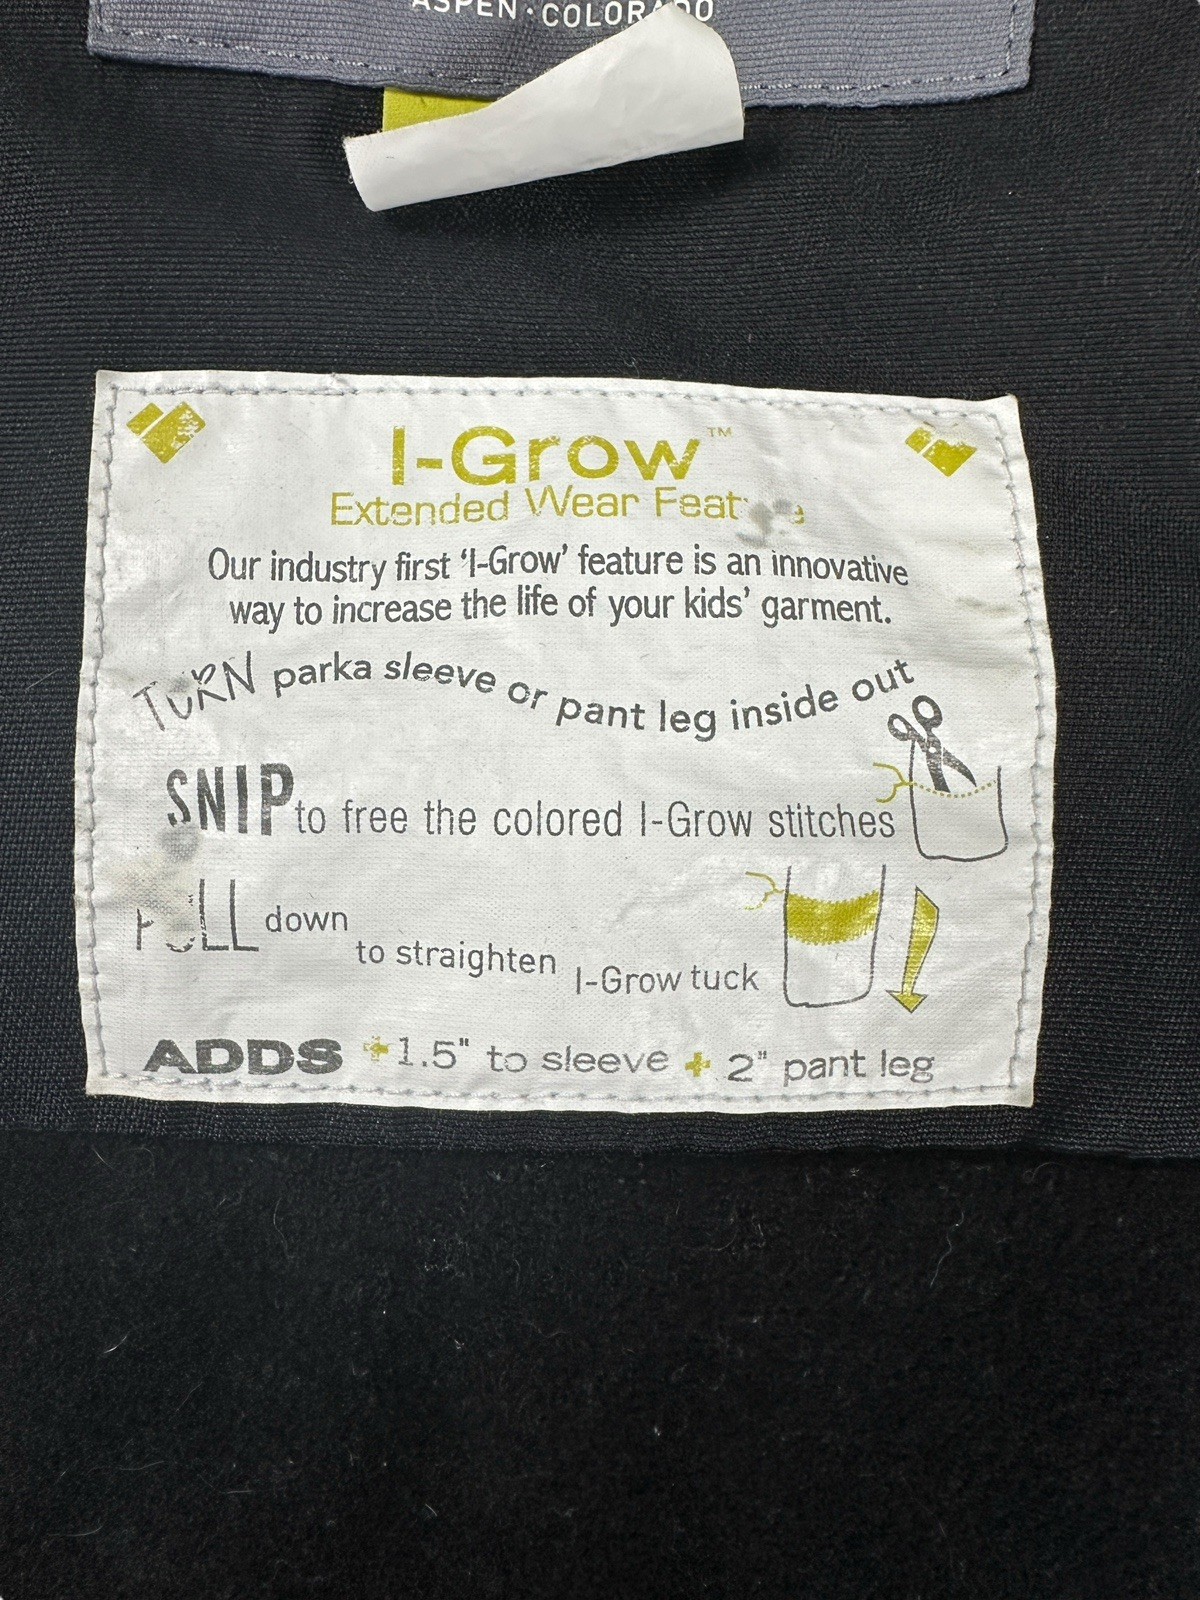 ASPEN · COLORADO
I-Grow™
Extended Wear Feature
Our industry first 'I-Grow' feature is an innovative
way to increase the life of your kids' garment.
TURN parka sleeve or pant leg inside out
SNIP to free the colored I-Grow stitches
PULL down to straighten I-Grow tuck
ADDS +1.5" to sleeve + 2" pant leg